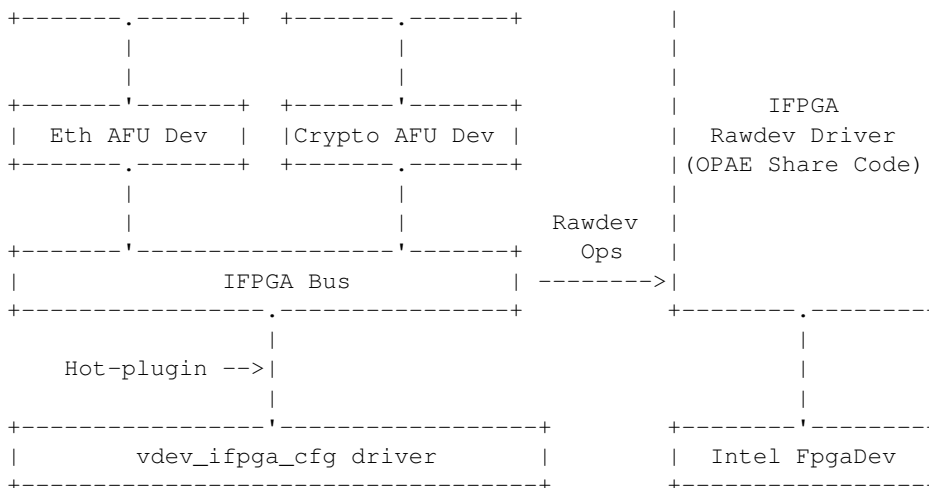 IFPGA
Eth AFU Dev
Crypto AFU Dev
Rawdev Driver
(OPAE Share Code)
Rawdev
Ops
IFPGA Bus
Hot-plugin -->
vdev_ifpga_cfg driver
Intel FpgaDev